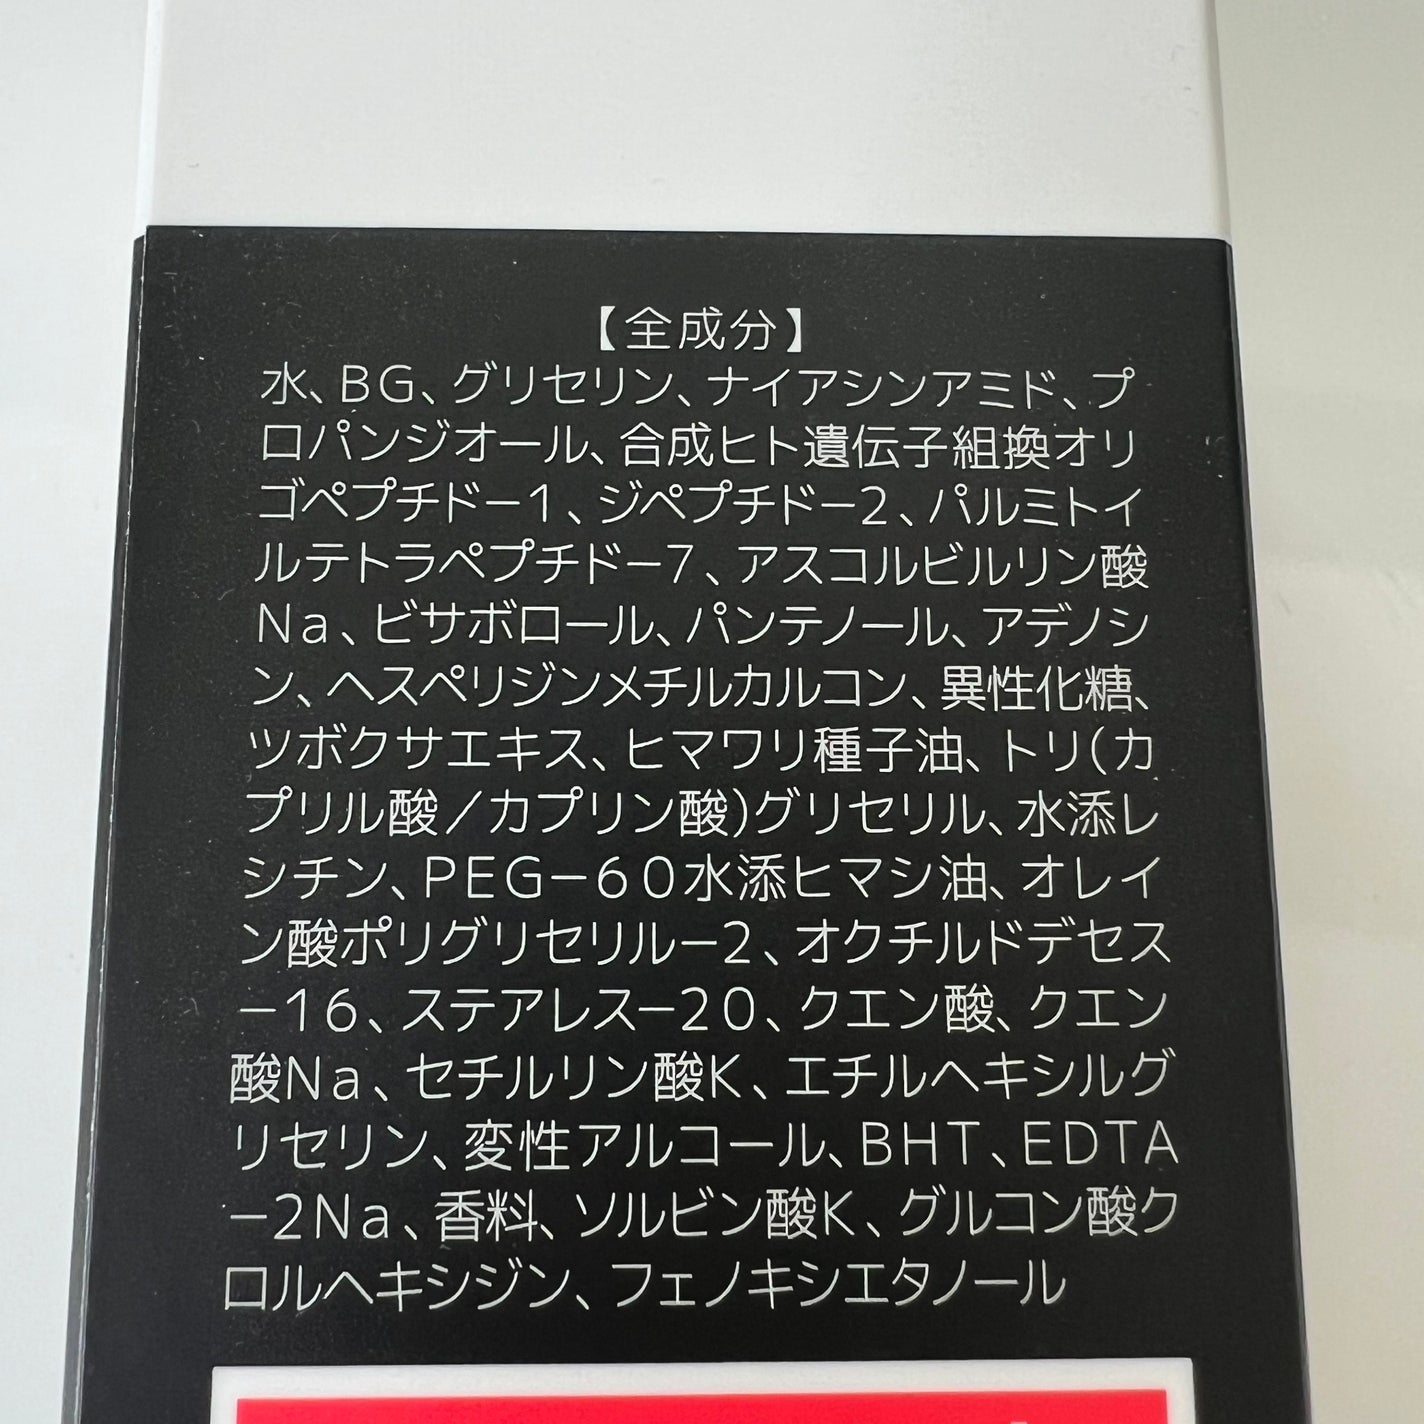 【全成分】
水、BG、グリセリン、ナイアシンアミド、プ
ロパンジオール、合成ヒト遺伝子組換オリ
ゴペプチド－1、ジペプチド－2、パルミトイ
ルテトラペプチド－7、アスコルビルリン酸
Na、ビサボロール、パンテノール、アデノシ
ン、ヘスペリジンメチルカルコン、異性化糖、
ツボクサエキス、ヒマワリ種子油、トリ(カ
プリル酸／カプリン酸)グリセリル、水添レ
シチン、PEG－60水添ヒマシ油、オレイ
ン酸ポリグリセリル－2、オクチルドデセス
－16、ステアレス－20、クエン酸、クエン
酸Na、セチルリン酸K、エチルヘキシルグ
リセリン、変性アルコール、BHT、EDTA
－2Na、香料、ソルビン酸K、グルコン酸ク
ロルヘキシジン、フェノキシエタノール